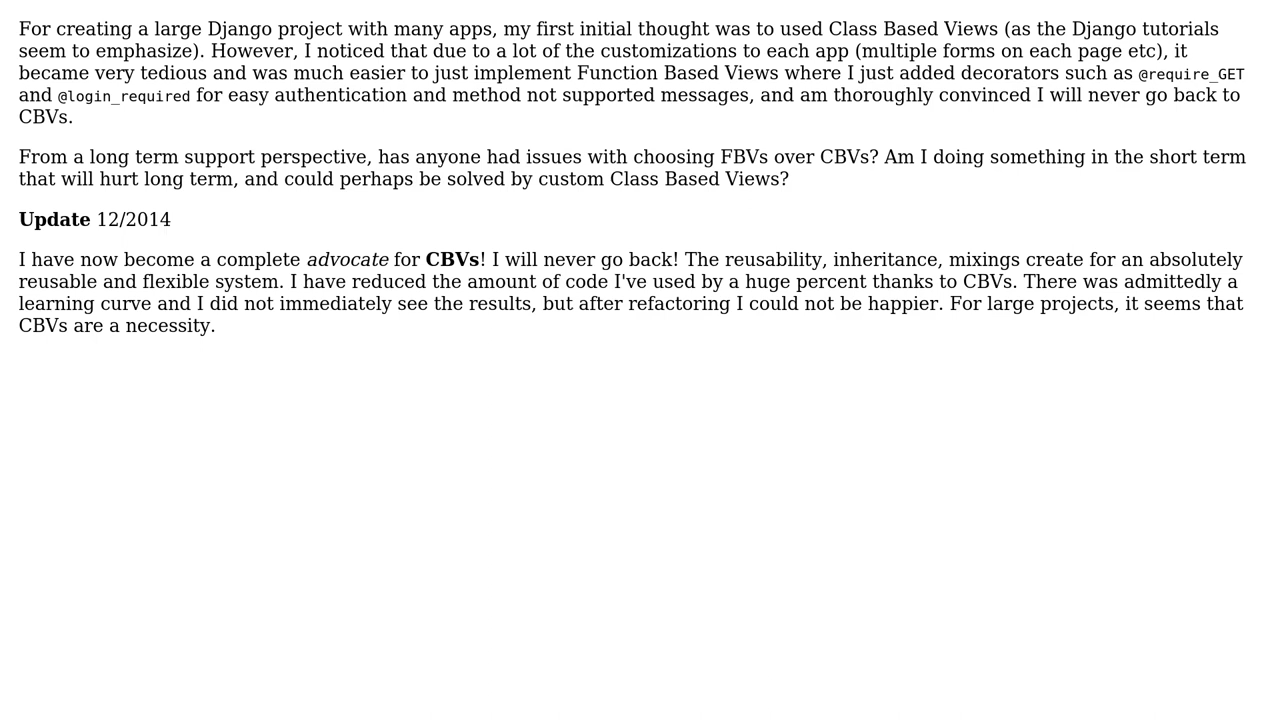 For creating a large Django project with many apps, my first initial thought was to used Class Based Views (as the Django tutorials
seem to emphasize). However, I noticed that due to a lot of the customizations to each app (multiple forms on each page etc), it
became very tedious and was much easier to just implement Function Based Views where I just added decorators such as @require_GET
and @login_required for easy authentication and method not supported messages, and am thoroughly convinced I will never go back to
CBVs.
From a long term support perspective, has anyone had issues with choosing FBVs over CBVs? Am I doing something in the short term
that will hurt long term, and could perhaps be solved by custom Class Based Views?
Update 12/2014
I have now become a complete advocate for CBVs! I will never go back! The reusability, inheritance, mixings create for an absolutely
reusable and flexible system. I have reduced the amount of code I've used by a huge percent thanks to CBVs. There was admittedly a
learning curve and I did not immediately see the results, but after refactoring I could not be happier. For large projects, it seems that
CBVs are a necessity.